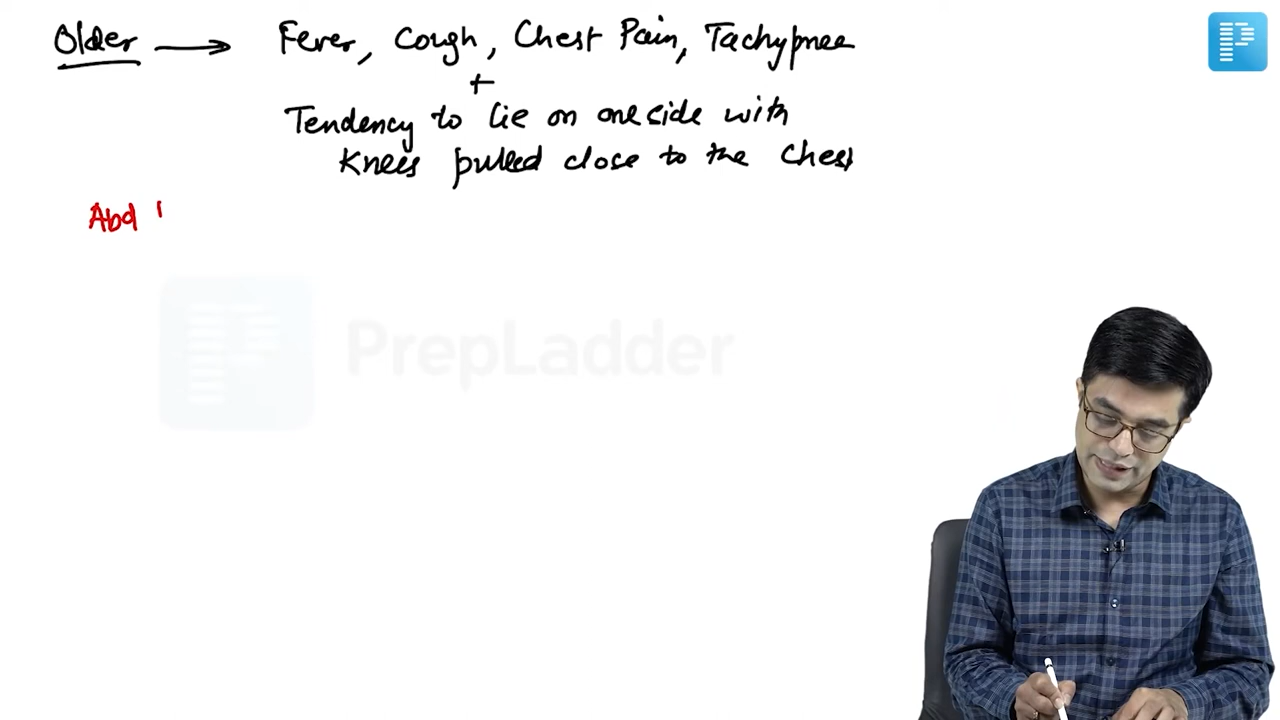 Older → Fever, Cough, Chest Pain, Tachypnea
+
Tendency to lie on one side with
Knees pulled close to the Chest
Abd
PrepLadder